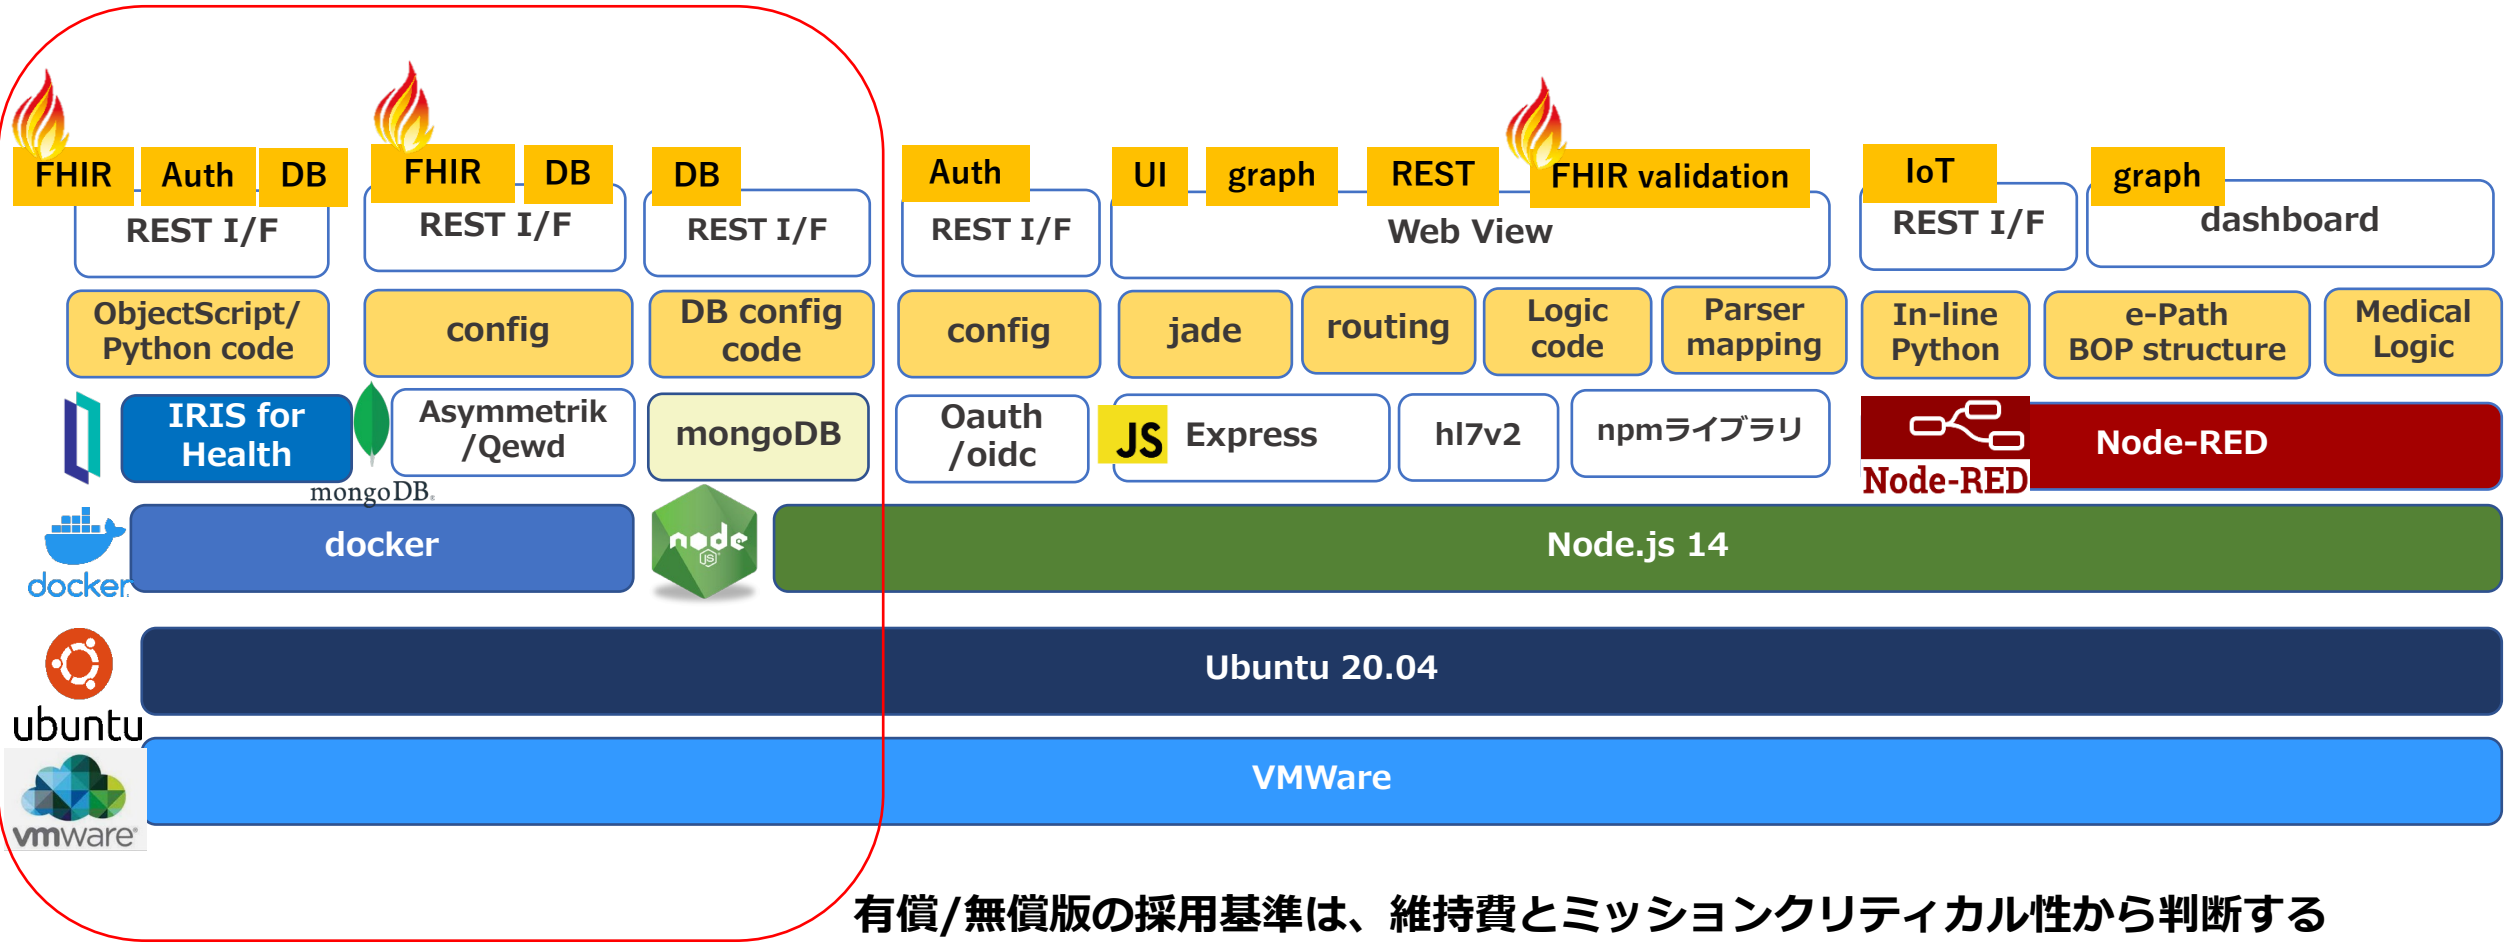 FHIR
Auth
DB
REST I/F
FHIR
DB
REST I/F
DB
REST I/F
Auth
REST I/F
UI
graph
REST
FHIR validation
Web View
IoT
REST I/F
graph
dashboard
ObjectScript/
Python code
config
DB config
code
config
jade
routing
Logic
code
Parser
mapping
In-line
Python
e-Path
BOP structure
Medical
Logic
IRIS for
Health
mongoDB®
Asymmetrik
/Qewd
mongoDB
Oauth
/oidc
JS
Express
hl7v2
npmライブラリ
Node-RED
Node-RED
docker
docker
node
JS
Node.js 14
ubuntu
Ubuntu 20.04
vmware®
VMWare
有償/無償版の採用基準は、維持費とミッションクリティカル性から判断する